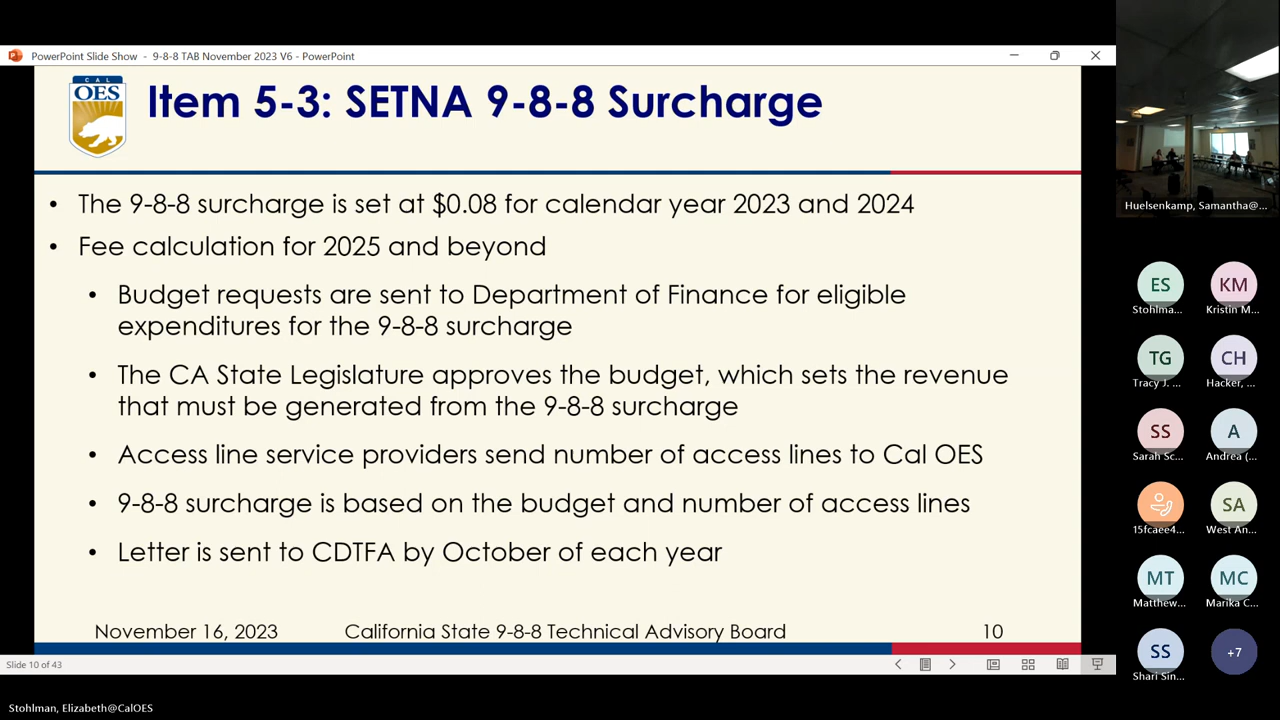 PowerPoint Slide Show - 9-8-8 TAB November 2023 V6 - PowerPoint
CAL
OES
Item 5-3: SETNA 9-8-8 Surcharge
• The 9-8-8 surcharge is set at $0.08 for calendar year 2023 and 2024
• Fee calculation for 2025 and beyond
• Budget requests are sent to Department of Finance for eligible
expenditures for the 9-8-8 surcharge
• The CA State Legislature approves the budget, which sets the revenue
that must be generated from the 9-8-8 surcharge
• Access line service providers send number of access lines to Cal OES
• 9-8-8 surcharge is based on the budget and number of access lines
• Letter is sent to CDTFA by October of each year
November 16, 2023 California State 9-8-8 Technical Advisory Board 10
Slide 10 of 43
Stohlman, Elizabeth@CalOES
Huelsenkamp, Samantha@...
ES KM
Stohlma... Kristin M...
TG CH
Tracy J. ... Hacker, ...
SS A
Sarah Sc... Andrea (...
SA
15fcaee4... West An...
MT MC
Matthew... Marika C...
SS +7
Shari Sin...